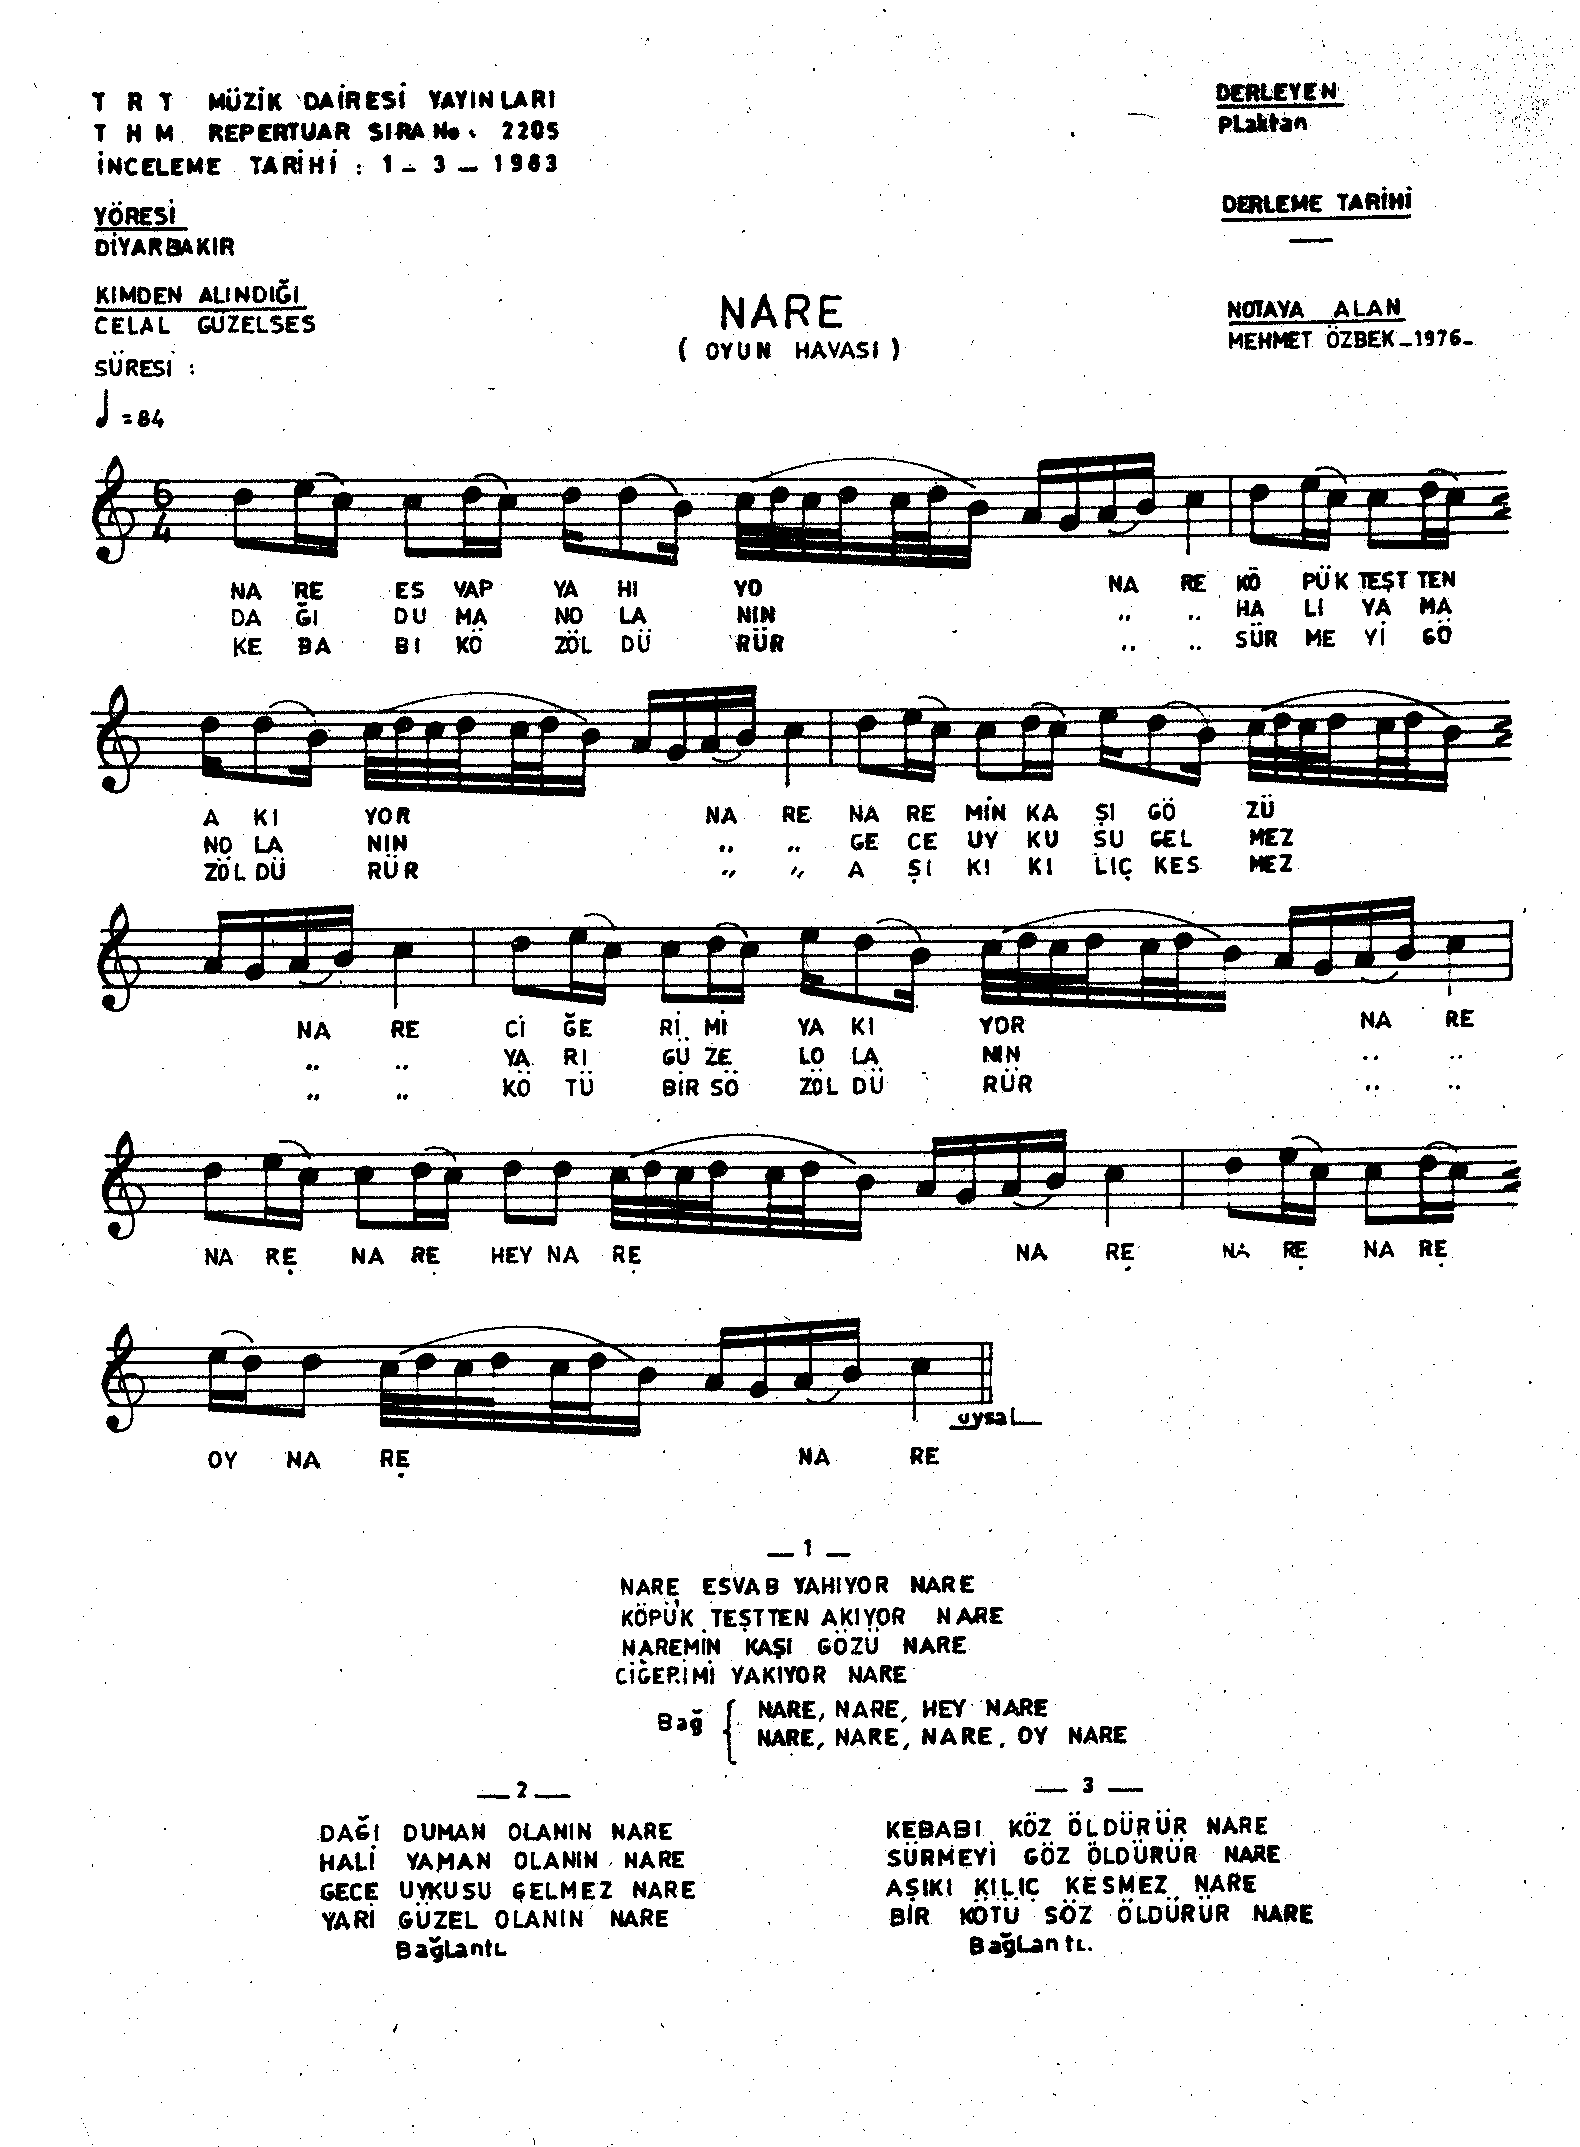 T R T MÜZİK DAİRESİ YAYINLARI
T H M REPERTUAR SIRA No : 2205
İNCELEME TARİHİ : 1 - 3 - 1983
DERLEYEN
Plaktan
YÖRESİ
DİYARBAKIR
DERLEME TARİHİ
—
KIMDEN ALINDIĞI
CELAL GÜZELSES
NARE
( OYUN HAVASI )
NOTAYA ALAN
MEHMET ÖZBEK -1976-
SÜRESİ :
= 84
6
4
NA RE ES VAP YA HI YO NA RE KÖ PÜK TEŞT TEN
DA ĞI DU MA NO LA NIN ,, ,, HA LI YA MA
KE BA BI KÖ ZÖL DÜ RÜR ,, ,, SÜR ME Yİ GÖ
A KI YOR NA RE NA RE MİN KA ŞI GÖ ZÜ
NO LA NIN ,, ,, GE CE UY KU SU GEL MEZ
ZÖL DÜ RÜR ,, ,, A ŞI KI KI LIÇ KES MEZ
NA RE Cİ ĞE Rİ Mİ YA KI YOR NA RE
,, ,, YA RI GÜ ZE LO LA NIN ,, ,,
,, ,, KÖ TÜ BİR SÖ ZÖL DÜ RÜR ,, ,,
NA RE NA RE HEY NA RE NA RE NA RE NA RE
uysal
OY NA RE NA RE
— 1 —
NARE ESVAB YAHIYOR NARE
KÖPÜK TEŞTTEN AKIYOR NARE
NAREMİN KAŞI GÖZÜ NARE
CİĞERİMİ YAKIYOR NARE
Bağ { NARE, NARE, HEY NARE
NARE, NARE, NARE, OY NARE
— 2 —
DAĞI DUMAN OLANIN NARE
HALİ YAMAN OLANIN NARE
GECE UYKUSU GELMEZ NARE
YARİ GÜZEL OLANIN NARE
Bağlantı
— 3 —
KEBABI KÖZ ÖLDÜRÜR NARE
SÜRMEYİ GÖZ ÖLDÜRÜR NARE
AŞIKI KILIÇ KESMEZ NARE
BİR KÖTÜ SÖZ ÖLDÜRÜR NARE
Bağlantı.